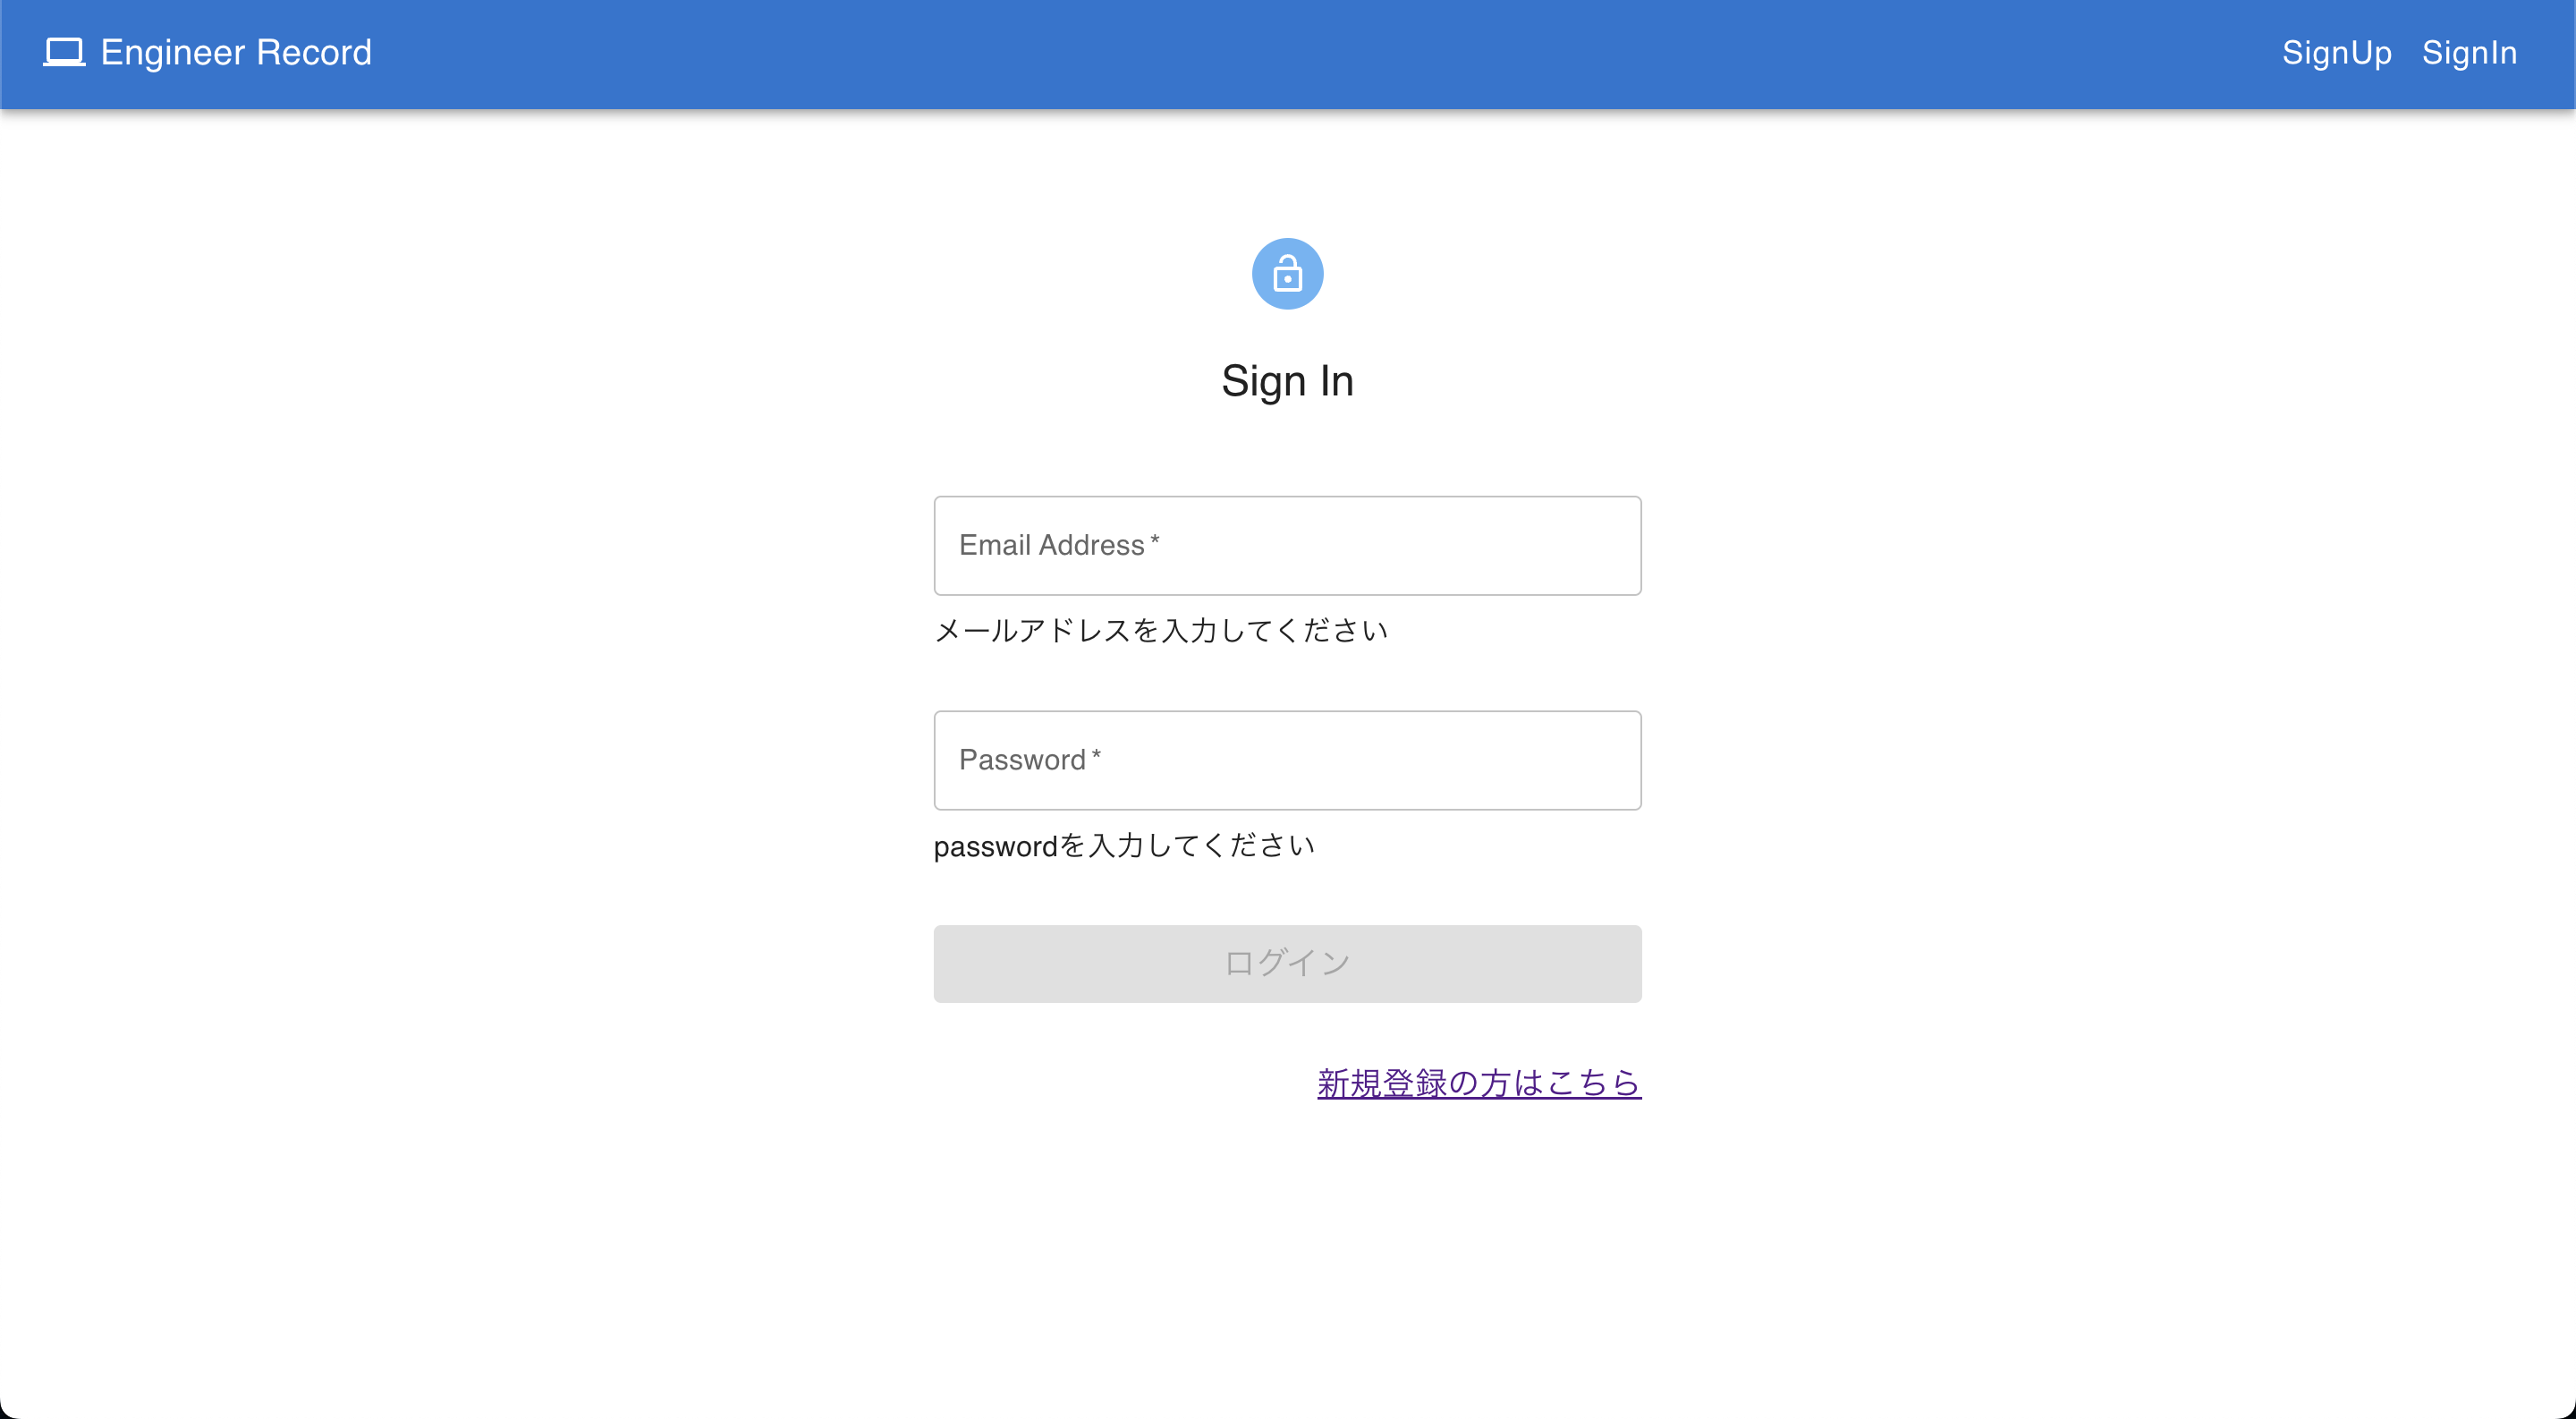 Engineer Record
SignUp SignIn
Sign In
Email Address *
メールアドレスを入力してください
Password *
passwordを入力してください
ログイン
新規登録の方はこちら